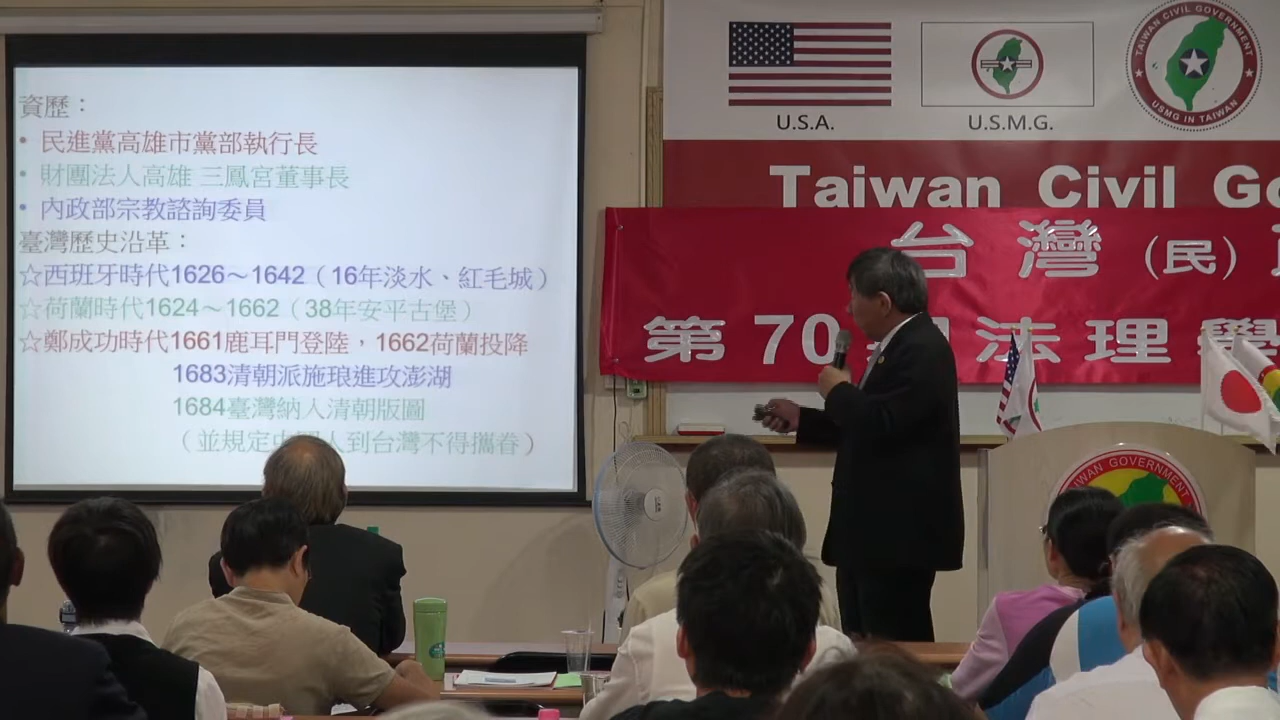 資歷：
• 民進黨高雄市黨部執行長
• 財團法人高雄 三鳳宮董事長
• 內政部宗教諮詢委員
臺灣歷史沿革：
☆西班牙時代1626～1642（16年淡水、紅毛城）
☆荷蘭時代1624～1662（38年安平古堡）
☆鄭成功時代1661鹿耳門登陸，1662荷蘭投降
1683清朝派施琅進攻澎湖
1684臺灣納入清朝版圖
（並規定中 人到台灣不得攜眷）
U.S.A.
U.S.M.G.
TAIWAN CIVIL GOVERNMENT
USMG IN TAIWAN
Taiwan Civil Go
台灣（民）
第70 法理學
TAIWAN GOVERNMENT